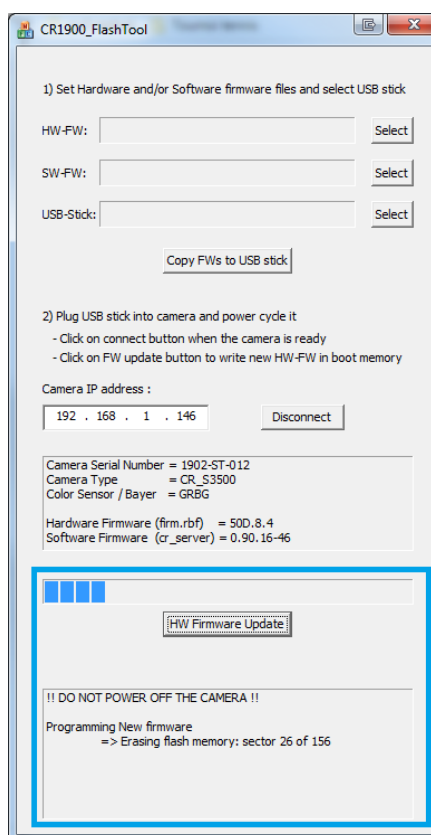 CR1900_FlashTool
1) Set Hardware and/or Software firmware files and select USB stick
HW-FW: Select
SW-FW: Select
USB-Stick: Select
Copy FWs to USB stick
2) Plug USB stick into camera and power cycle it
- Click on connect button when the camera is ready
- Click on FW update button to write new HW-FW in boot memory
Camera IP address :
192 . 168 . 1 . 146 Disconnect
Camera Serial Number = 1902-ST-012
Camera Type = CR_S3500
Color Sensor / Bayer = GRBG
Hardware Firmware (firm.rbf) = 50D.8.4
Software Firmware (cr_server) = 0.90.16-46
HW Firmware Update
!! DO NOT POWER OFF THE CAMERA !!
Programming New firmware
=> Erasing flash memory: sector 26 of 156